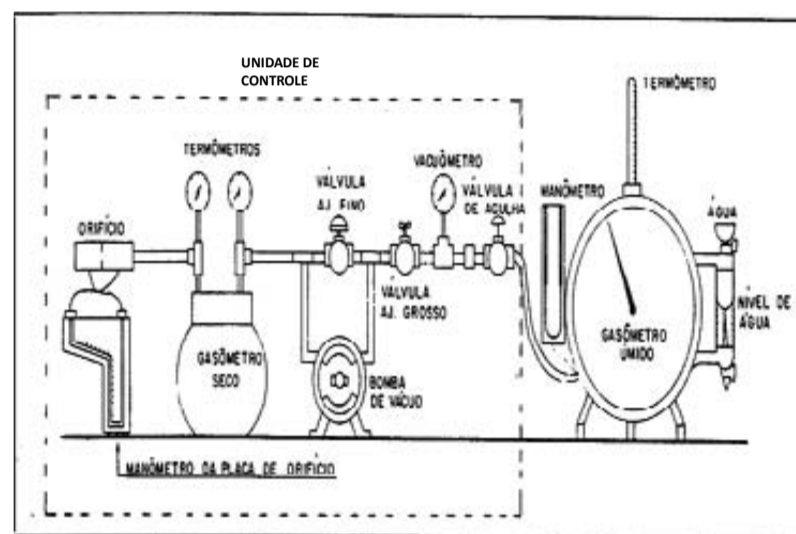 UNIDADE DE
CONTROLE
TERMÔMETRO
TERMÔMETROS
VACUÔMETRO
VÁLVULA
AJ. FINO
VÁLVULA
DE AGULHA
MANÔMETRO
ÁGUA
ORIFÍCIO
VÁLVULA
AJ. GROSSO
NÍVEL DE
ÁGUA
GASÔMETRO
SECO
GASÔMETRO
ÚMIDO
BOMBA
DE VÁCUO
MANÔMETRO DA PLACA DE ORIFÍCIO